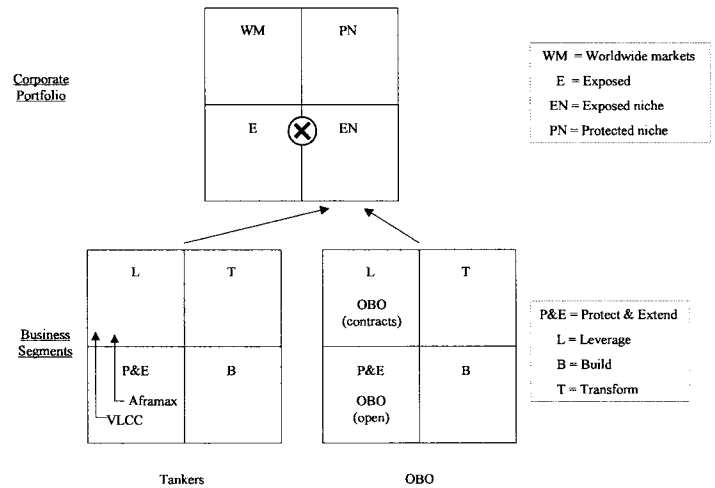 WM PN
Corporate
Portfolio
E EN
WM = Worldwide markets
E = Exposed
EN = Exposed niche
PN = Protected niche
L T
P&E B
Aframax
VLCC
Business
Segments
L T
OBO
(contracts)
P&E B
OBO
(open)
P&E = Protect & Extend
L = Leverage
B = Build
T = Transform
Tankers OBO